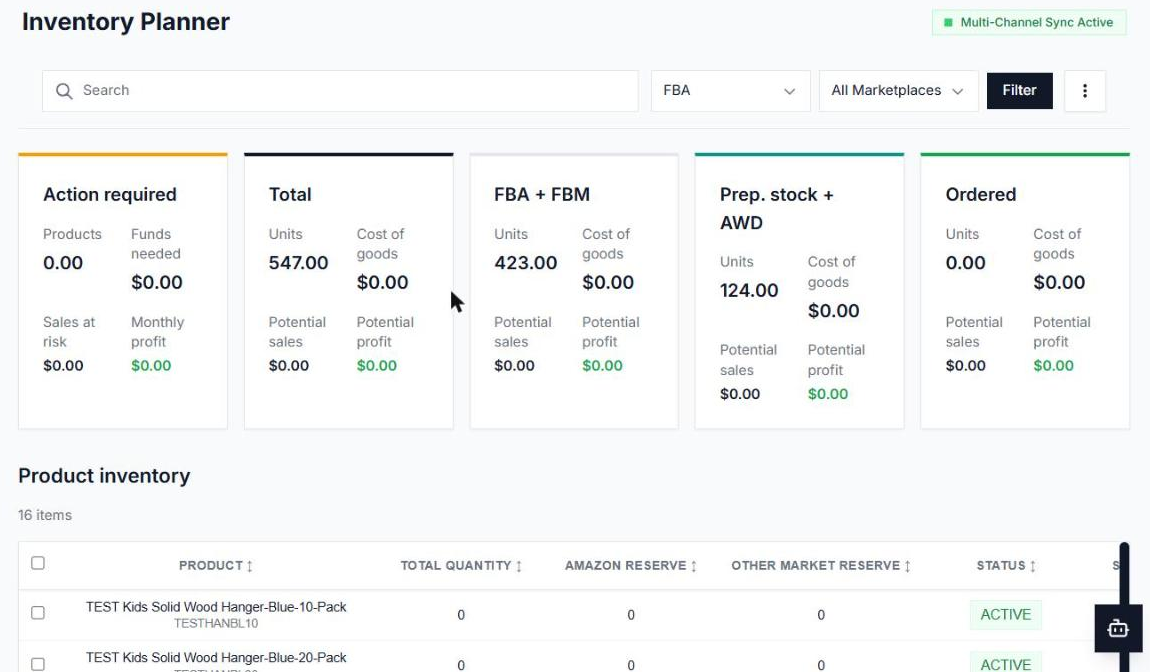 Inventory Planner
Multi-Channel Sync Active
Search
FBA
All Marketplaces
Filter
Action required
Products
0.00
Funds
needed
$0.00
Sales at
risk
$0.00
Monthly
profit
$0.00
Total
Units
547.00
Cost of
goods
$0.00
Potential
sales
$0.00
Potential
profit
$0.00
FBA + FBM
Units
423.00
Cost of
goods
$0.00
Potential
sales
$0.00
Potential
profit
$0.00
Prep. stock +
AWD
Units
124.00
Cost of
goods
$0.00
Potential
sales
$0.00
Potential
profit
$0.00
Ordered
Units
0.00
Cost of
goods
$0.00
Potential
sales
$0.00
Potential
profit
$0.00
Product inventory
16 items
PRODUCT TOTAL QUANTITY AMAZON RESERVE OTHER MARKET RESERVE STATUS S
TEST Kids Solid Wood Hanger-Blue-10-Pack 0 0 0 ACTIVE
TESTHANBL10
TEST Kids Solid Wood Hanger-Blue-20-Pack 0 0 0 ACTIVE